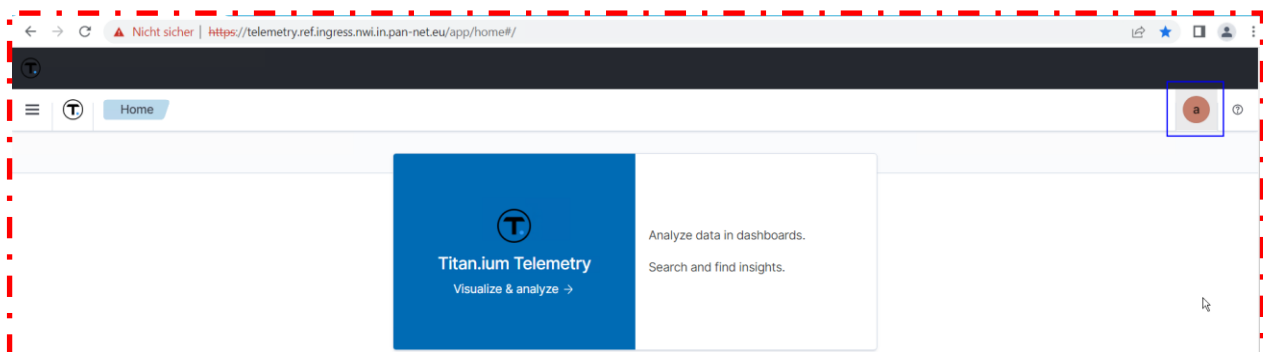 Nicht sicher | https://telemetry.ref.ingress.nwi.in.pan-net.eu/app/home#/
T.
T. Home a
T.
Titan.ium Telemetry
Visualize & analyze →
Analyze data in dashboards.
Search and find insights.